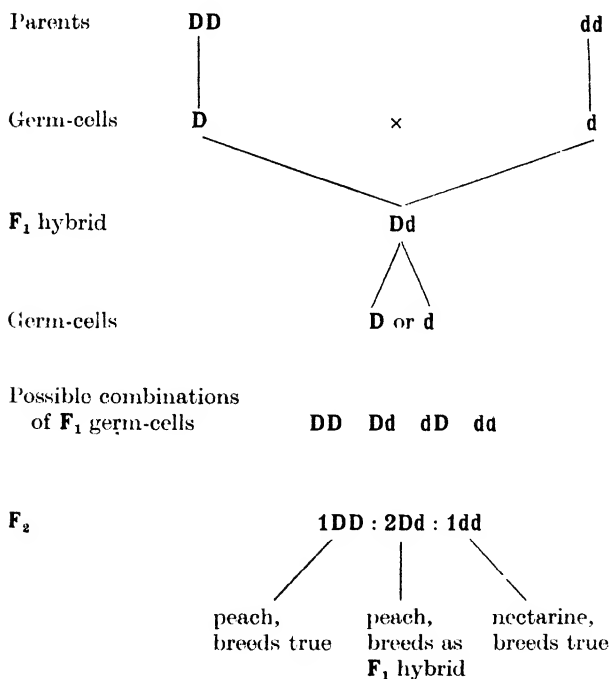 Parents DD dd
Germ-cells D × d
F₁ hybrid Dd
Germ-cells D or d
Possible combinations
of F₁ germ-cells DD Dd dD dd
F₂ 1DD : 2Dd : 1dd
peach, peach, nectarine,
breeds true breeds as breeds true
F₁ hybrid